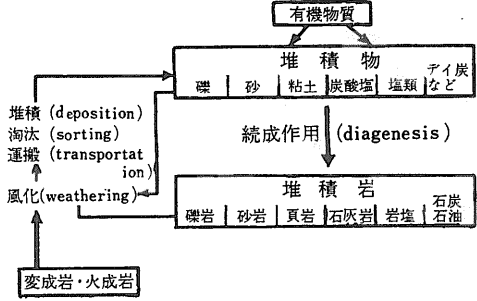 有機物質
堆積物
礫 砂 粘土 炭酸塩 塩類 デイ炭など
堆積 (deposition)
淘汰 (sorting)
運搬 (transportat
ion)
続成作用 (diagenesis)
風化 (weathering)
堆積岩
礫岩 砂岩 頁岩 石灰岩 岩塩 石炭石油
変成岩・火成岩